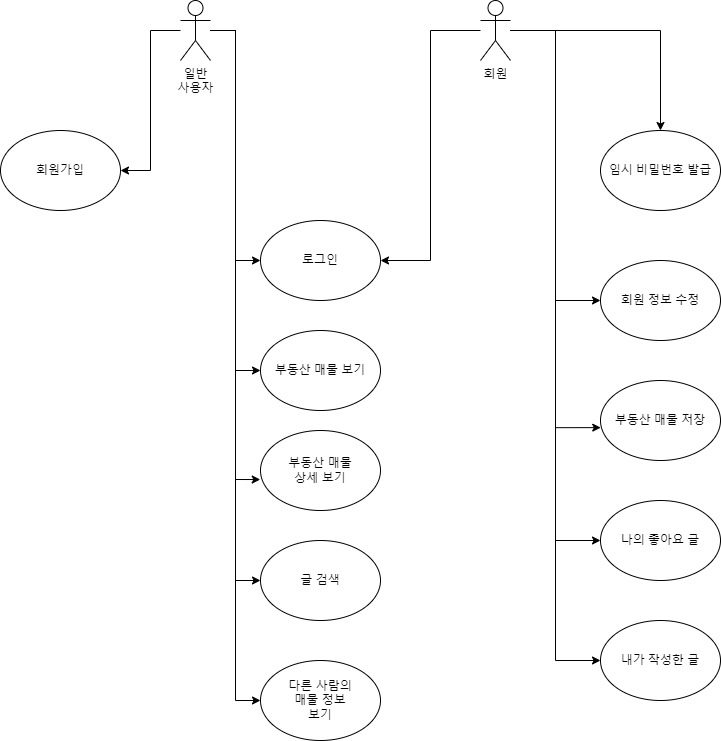 일반
사용자
회원
회원가입
임시 비밀번호 발급
로그인
회원 정보 수정
부동산 매물 보기
부동산 매물 저장
부동산 매물
상세 보기
나의 좋아요 글
글 검색
내가 작성한 글
다른 사람의
매물 정보
보기